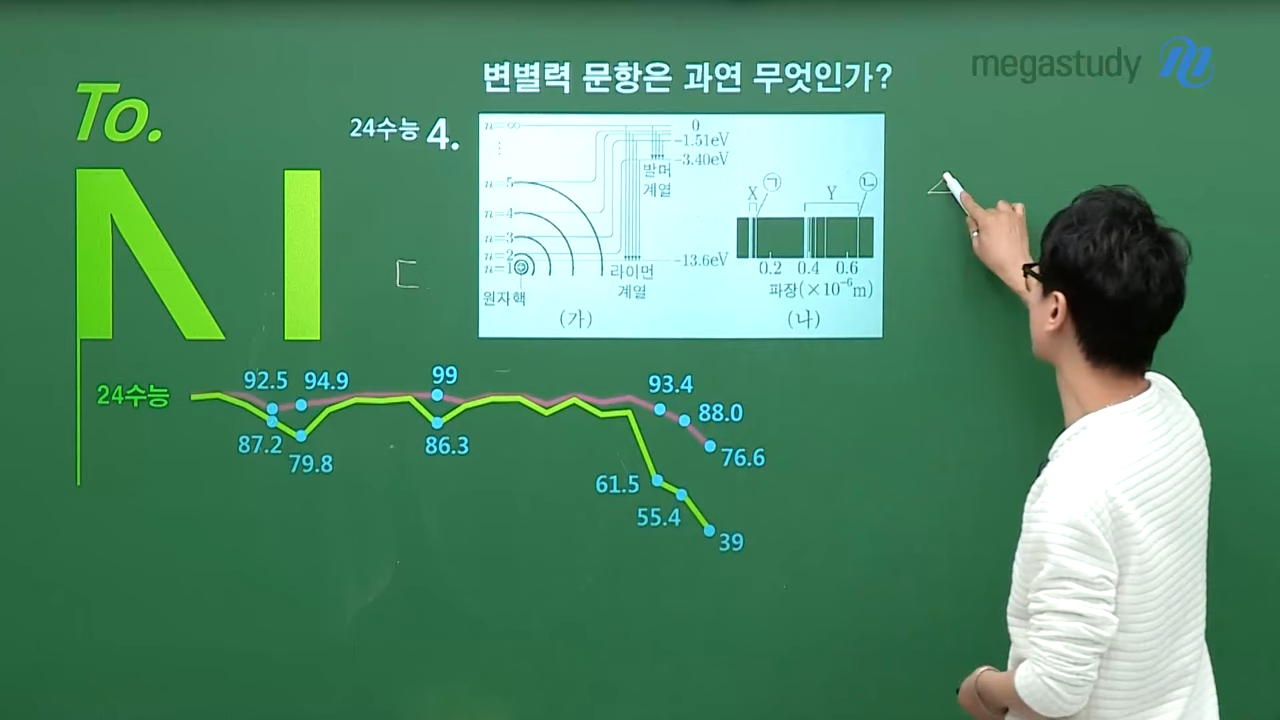 megastudy
변별력 문항은 과연 무엇인가?
To.
N
24수능 4.
n=∞
0
-1.51eV
-3.40eV
발머
계열
n=5
n=4
n=3
n=2
n=1
-13.6eV
라이먼
계열
원자핵
(가)
X
㉠
Y
㉡
0.2 0.4 0.6
파장(×10⁻⁶m)
(나)
24수능
92.5
94.9
99
93.4
88.0
76.6
87.2
79.8
86.3
61.5
55.4
39